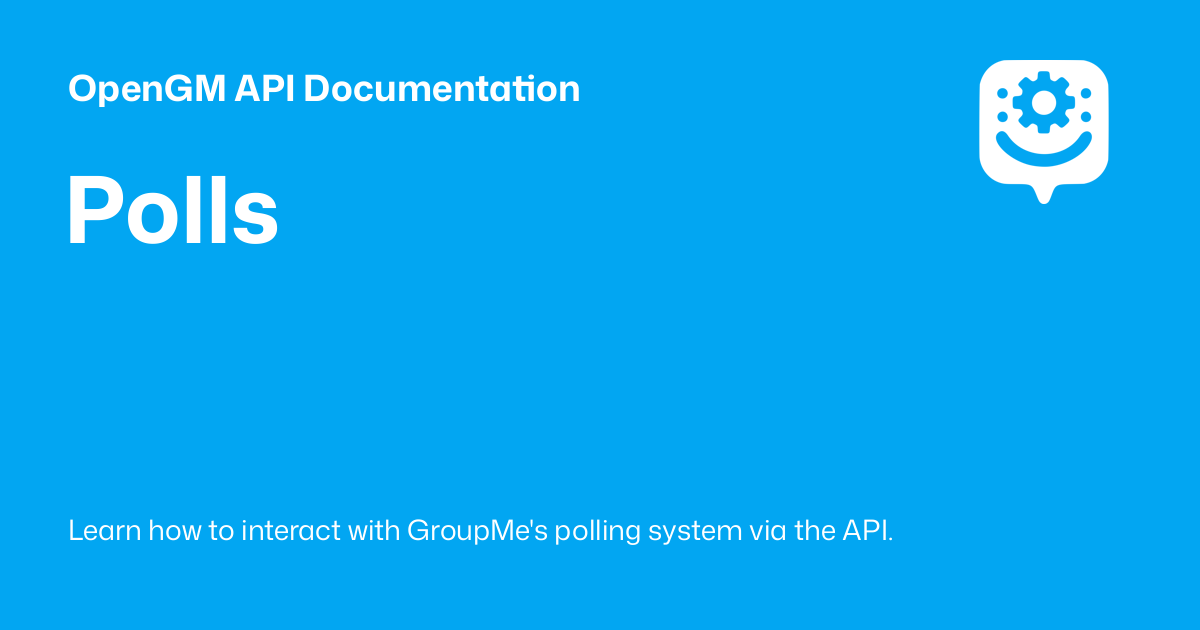 OpenGM API Documentation
Polls
Learn how to interact with GroupMe's polling system via the API.